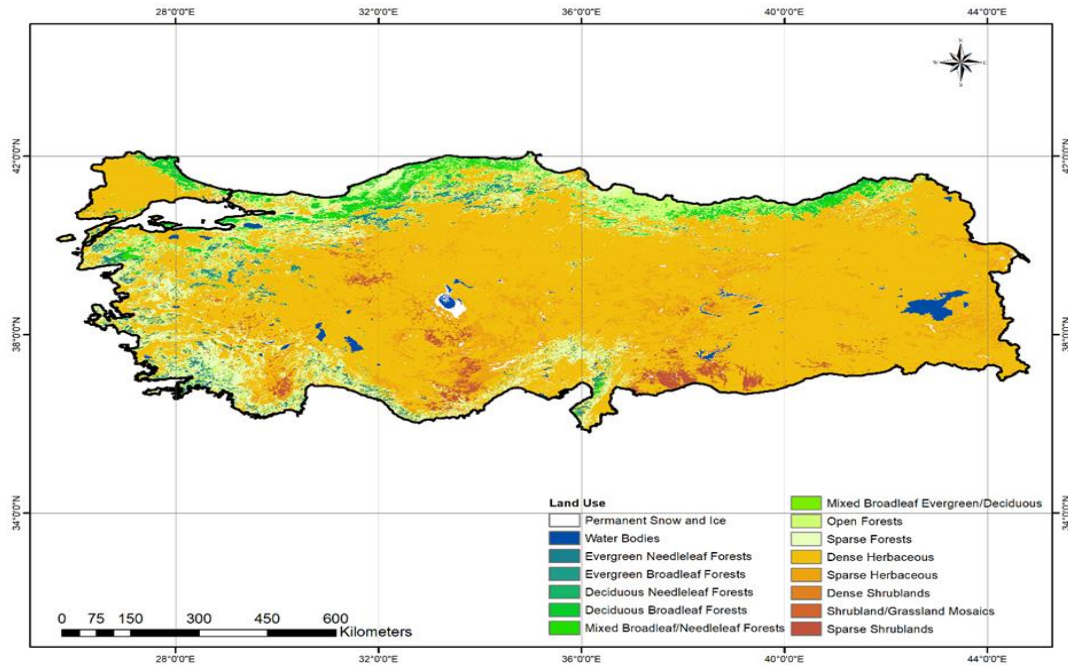 28°0'0"E 32°0'0"E 36°0'0"E 40°0'0"E 44°0'0"E
N
W E
S
42°0'0"N 42°0'0"N
38°0'0"N 38°0'0"N
34°0'0"N 34°0'0"N
Land Use
Permanent Snow and Ice
Water Bodies
Evergreen Needleleaf Forests
Evergreen Broadleaf Forests
Deciduous Needleleaf Forests
Deciduous Broadleaf Forests
Mixed Broadleaf/Needleleaf Forests
Mixed Broadleaf Evergreen/Deciduous
Open Forests
Sparse Forests
Dense Herbaceous
Sparse Herbaceous
Dense Shrublands
Shrubland/Grassland Mosaics
Sparse Shrublands
0 75 150 300 450 600
Kilometers
28°0'0"E 32°0'0"E 36°0'0"E 40°0'0"E 44°0'0"E